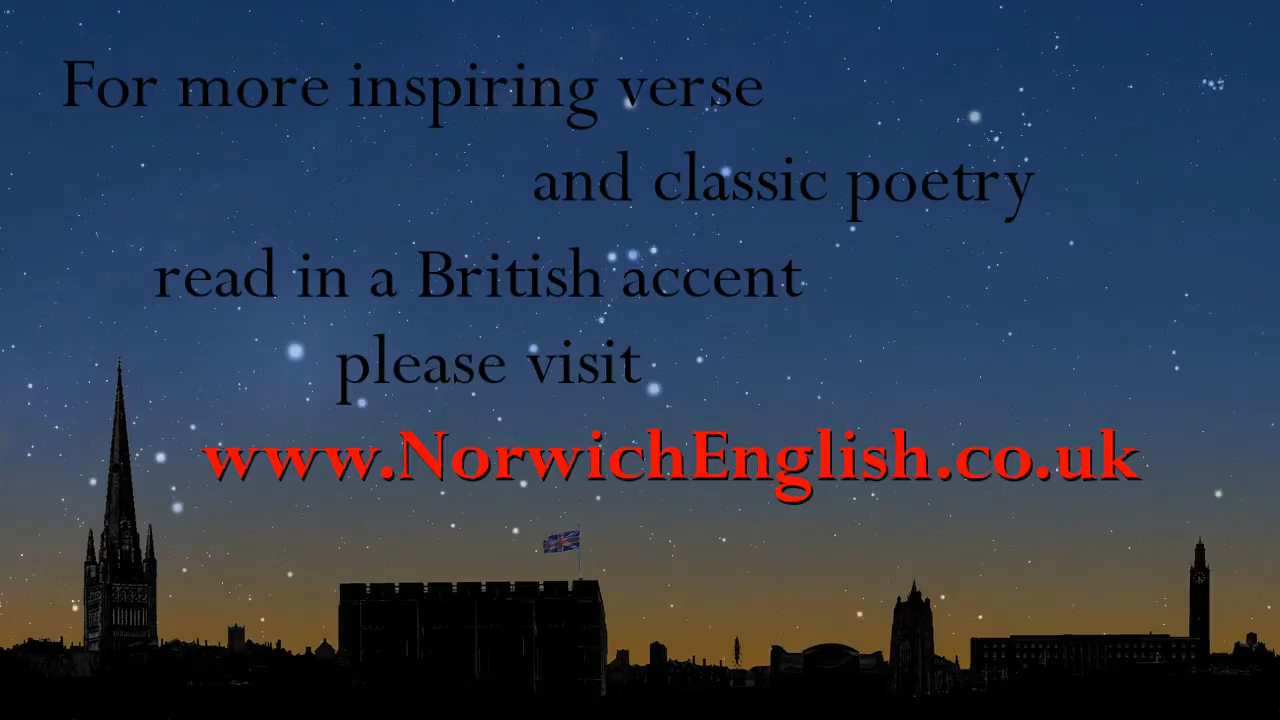 For more inspiring verse
and classic poetry
read in a British accent
please visit
www.NorwichEnglish.co.uk